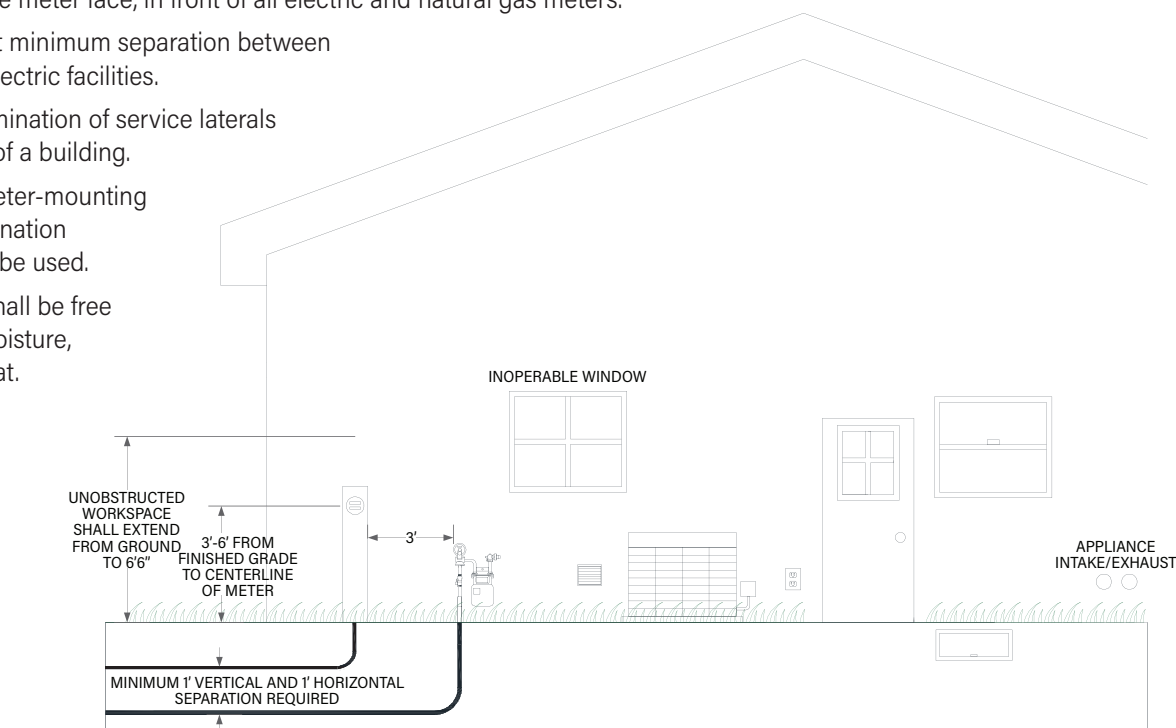 e meter face, in front of all electric and natural gas meters.
t minimum separation between
ectric facilities.
mination of service laterals
of a building.
eter-mounting
nation
be used.
hall be free
oisture,
at.
INOPERABLE WINDOW
UNOBSTRUCTED
WORKSPACE
SHALL EXTEND
FROM GROUND
TO 6'6"
3'-6' FROM
FINISHED GRADE
TO CENTERLINE
OF METER
3'
APPLIANCE
INTAKE/EXHAUST
MINIMUM 1' VERTICAL AND 1' HORIZONTAL
SEPARATION REQUIRED